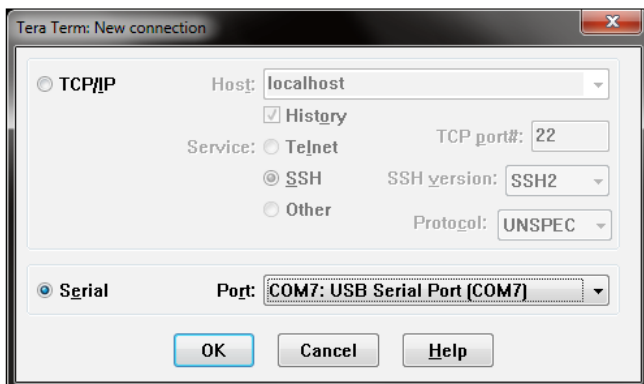 Tera Term: New connection
TCP/IP Host: localhost
History
Service: Telnet TCP port#: 22
SSH SSH version: SSH2
Other Protocol: UNSPEC
Serial Port: COM7: USB Serial Port (COM7)
OK Cancel Help